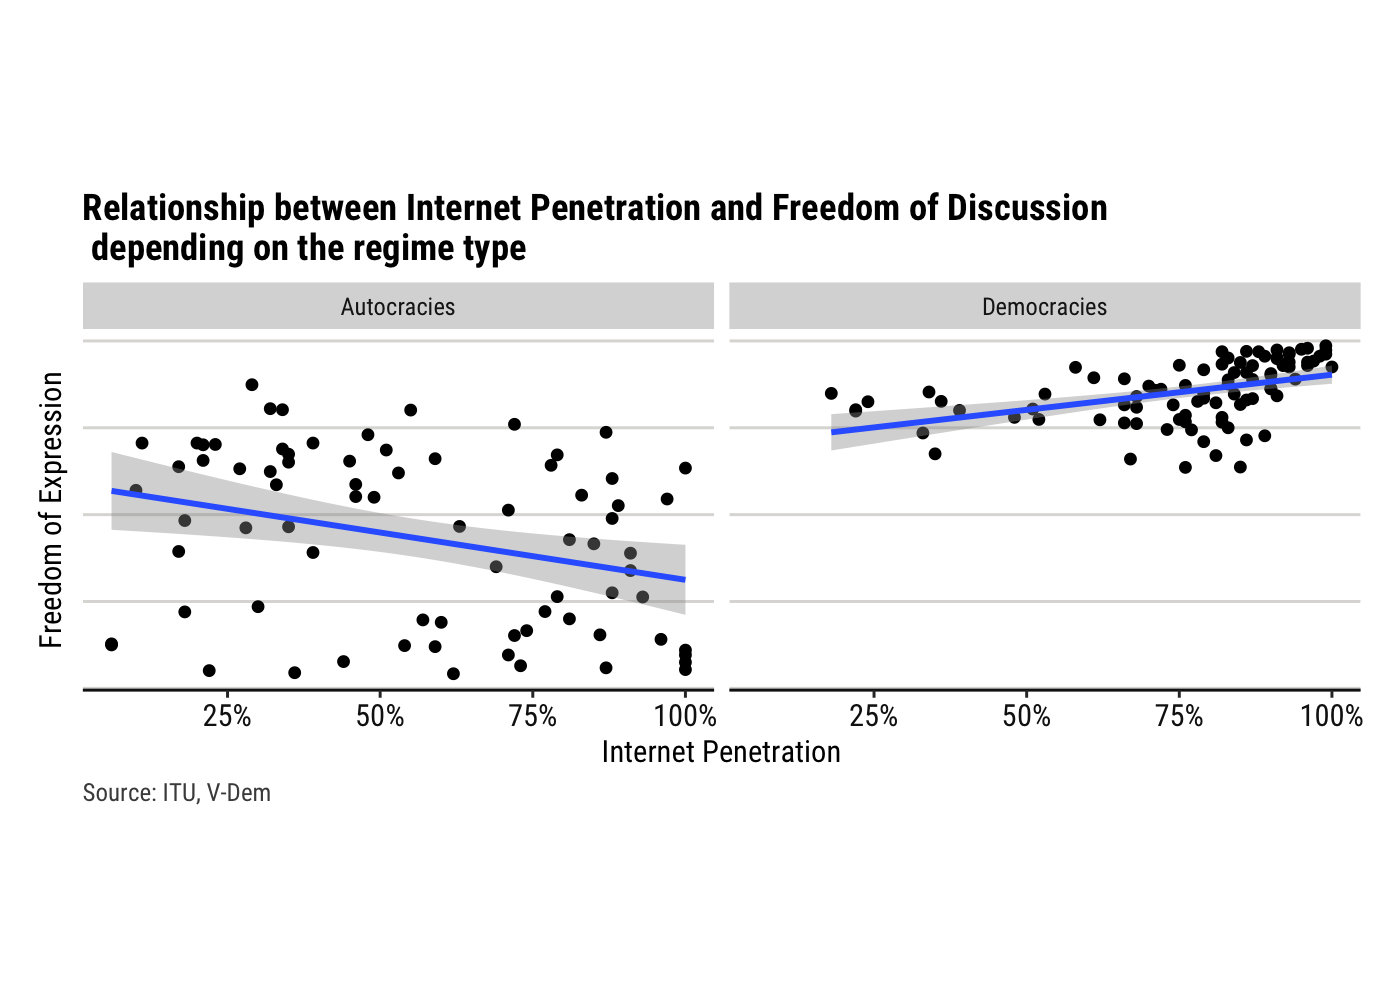 Relationship between Internet Penetration and Freedom of Discussion
depending on the regime type
Autocracies
Democracies
Freedom of Expression
25%
50%
75%
100%
25%
50%
75%
100%
Internet Penetration
Source: ITU, V-Dem